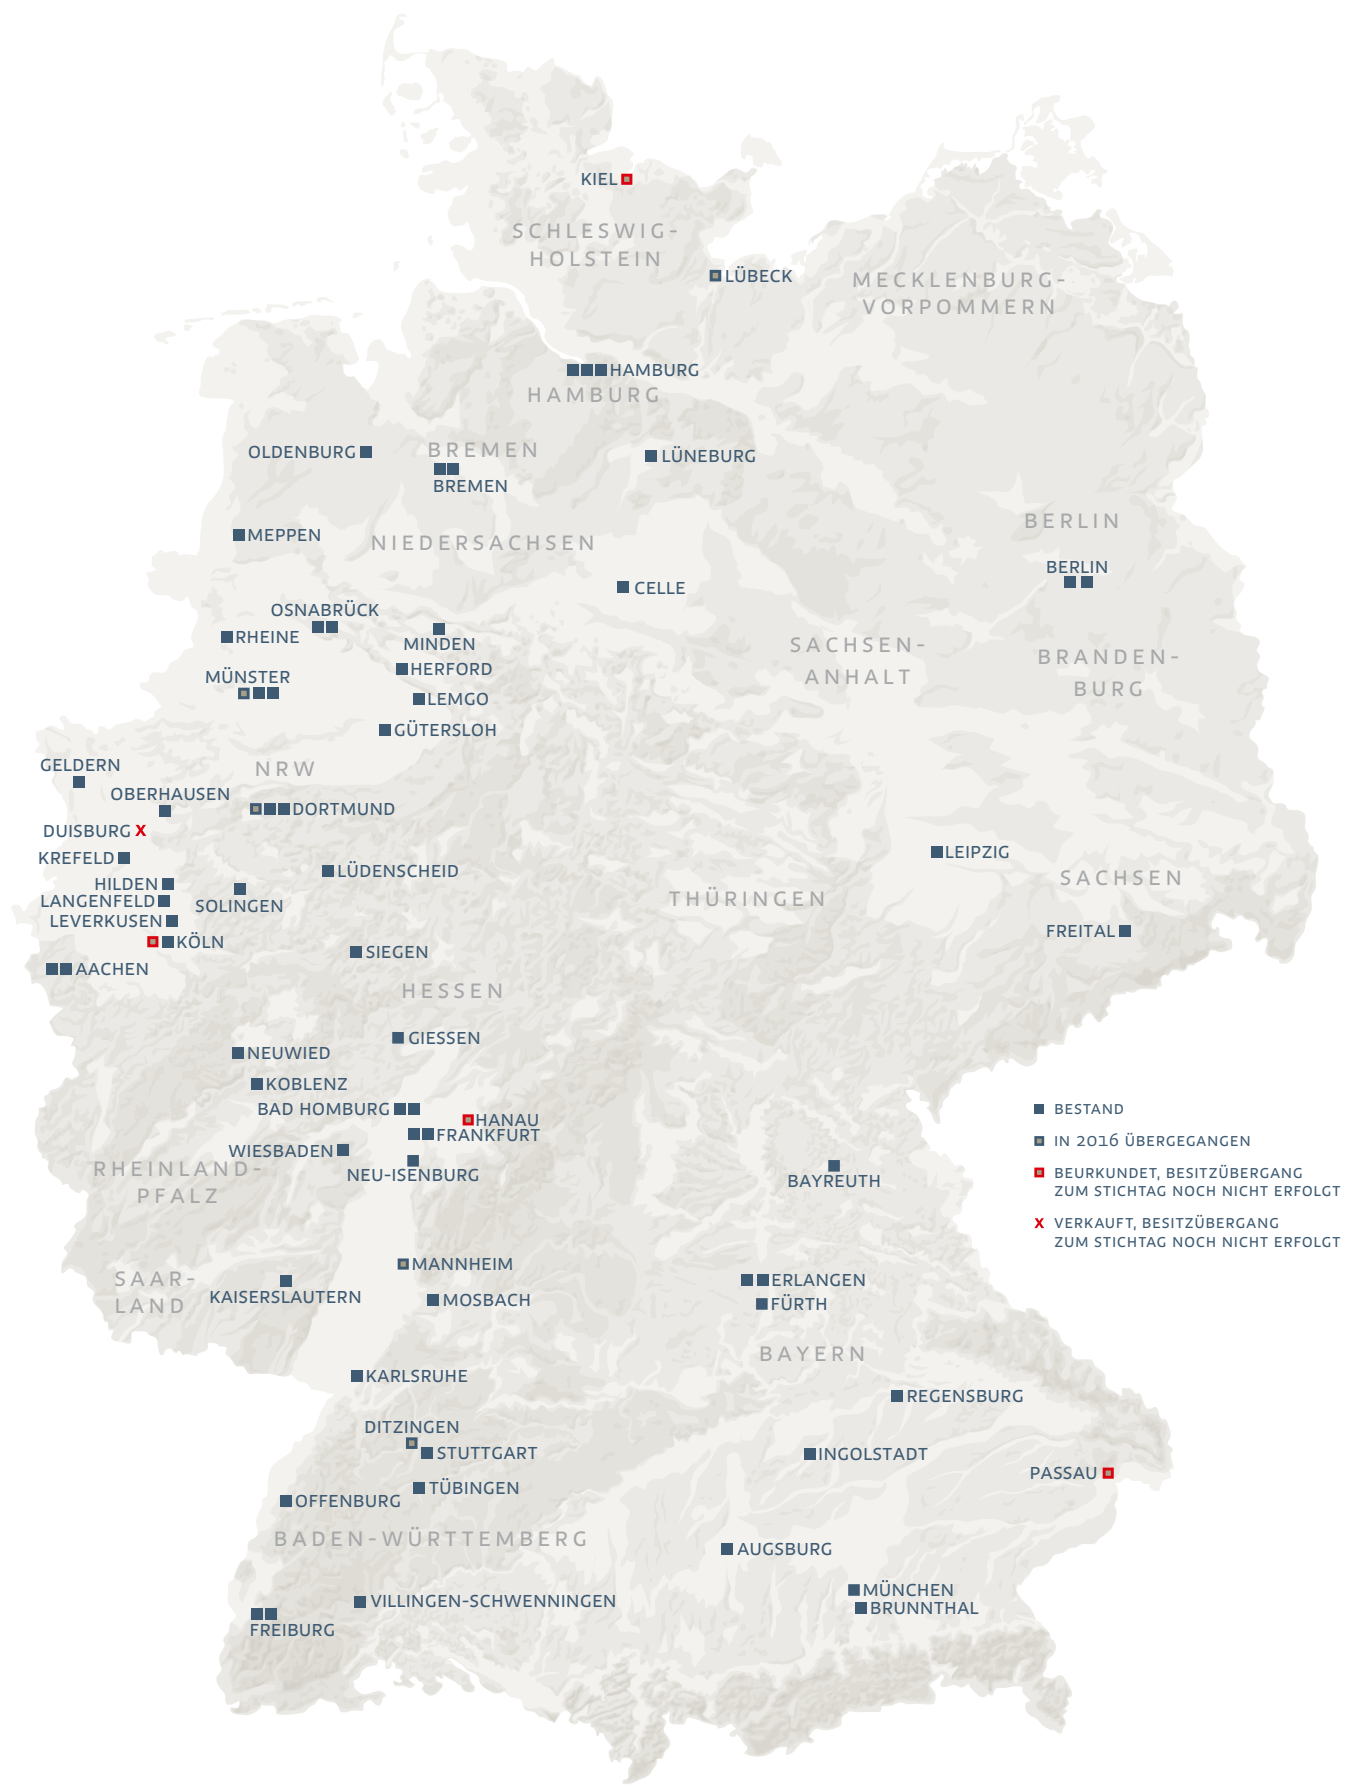 KIEL
SCHLESWIG-
HOLSTEIN
LÜBECK
MECKLENBURG-
VORPOMMERN
HAMBURG
HAMBURG
OLDENBURG
BREMEN
BREMEN
LÜNEBURG
MEPPEN
NIEDERSACHSEN
BERLIN
BERLIN
CELLE
OSNABRÜCK
RHEINE
MINDEN
SACHSEN-
ANHALT
BRANDEN-
BURG
HERFORD
MÜNSTER
LEMGO
GÜTERSLOH
GELDERN
NRW
OBERHAUSEN
DORTMUND
DUISBURG X
KREFELD
LEIPZIG
LÜDENSCHEID
SACHSEN
HILDEN
LANGENFELD
SOLINGEN
THÜRINGEN
LEVERKUSEN
FREITAL
KÖLN
SIEGEN
AACHEN
HESSEN
GIESSEN
NEUWIED
KOBLENZ
BAD HOMBURG
HANAU
FRANKFURT
WIESBADEN
NEU-ISENBURG
RHEINLAND-
PFALZ
BAYREUTH
BESTAND
IN 2016 ÜBERGEGANGEN
BEURKUNDET, BESITZÜBERGANG
ZUM STICHTAG NOCH NICHT ERFOLGT
X VERKAUFT, BESITZÜBERGANG
ZUM STICHTAG NOCH NICHT ERFOLGT
MANNHEIM
SAAR-
LAND
KAISERSLAUTERN
MOSBACH
ERLANGEN
FÜRTH
BAYERN
KARLSRUHE
REGENSBURG
DITZINGEN
STUTTGART
INGOLSTADT
PASSAU
TÜBINGEN
OFFENBURG
BADEN-WÜRTTEMBERG
AUGSBURG
MÜNCHEN
BRUNNTHAL
VILLINGEN-SCHWENNINGEN
FREIBURG